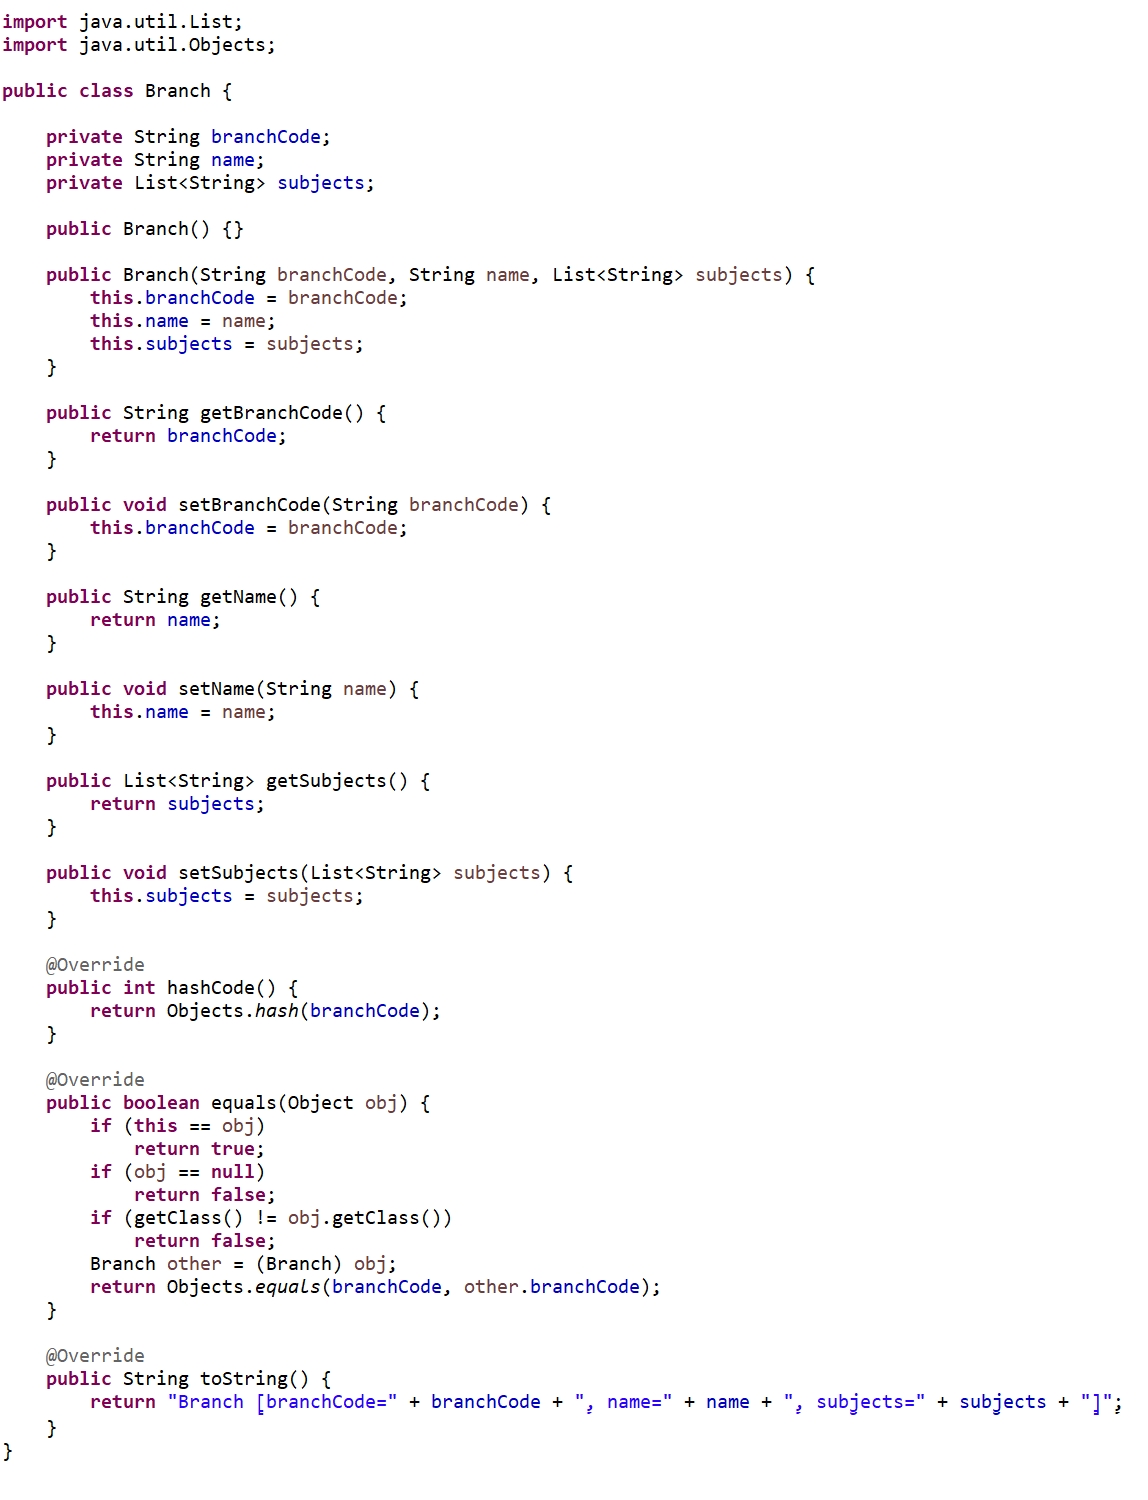 import java.util.List;
import java.util.Objects;

public class Branch {

    private String branchCode;
    private String name;
    private List<String> subjects;

    public Branch() {}

    public Branch(String branchCode, String name, List<String> subjects) {
        this.branchCode = branchCode;
        this.name = name;
        this.subjects = subjects;
    }

    public String getBranchCode() {
        return branchCode;
    }

    public void setBranchCode(String branchCode) {
        this.branchCode = branchCode;
    }

    public String getName() {
        return name;
    }

    public void setName(String name) {
        this.name = name;
    }

    public List<String> getSubjects() {
        return subjects;
    }

    public void setSubjects(List<String> subjects) {
        this.subjects = subjects;
    }

    @Override
    public int hashCode() {
        return Objects.hash(branchCode);
    }

    @Override
    public boolean equals(Object obj) {
        if (this == obj)
            return true;
        if (obj == null)
            return false;
        if (getClass() != obj.getClass())
            return false;
        Branch other = (Branch) obj;
        return Objects.equals(branchCode, other.branchCode);
    }

    @Override
    public String toString() {
        return "Branch [branchCode=" + branchCode + ", name=" + name + ", subjects=" + subjects + "]";
    }
}